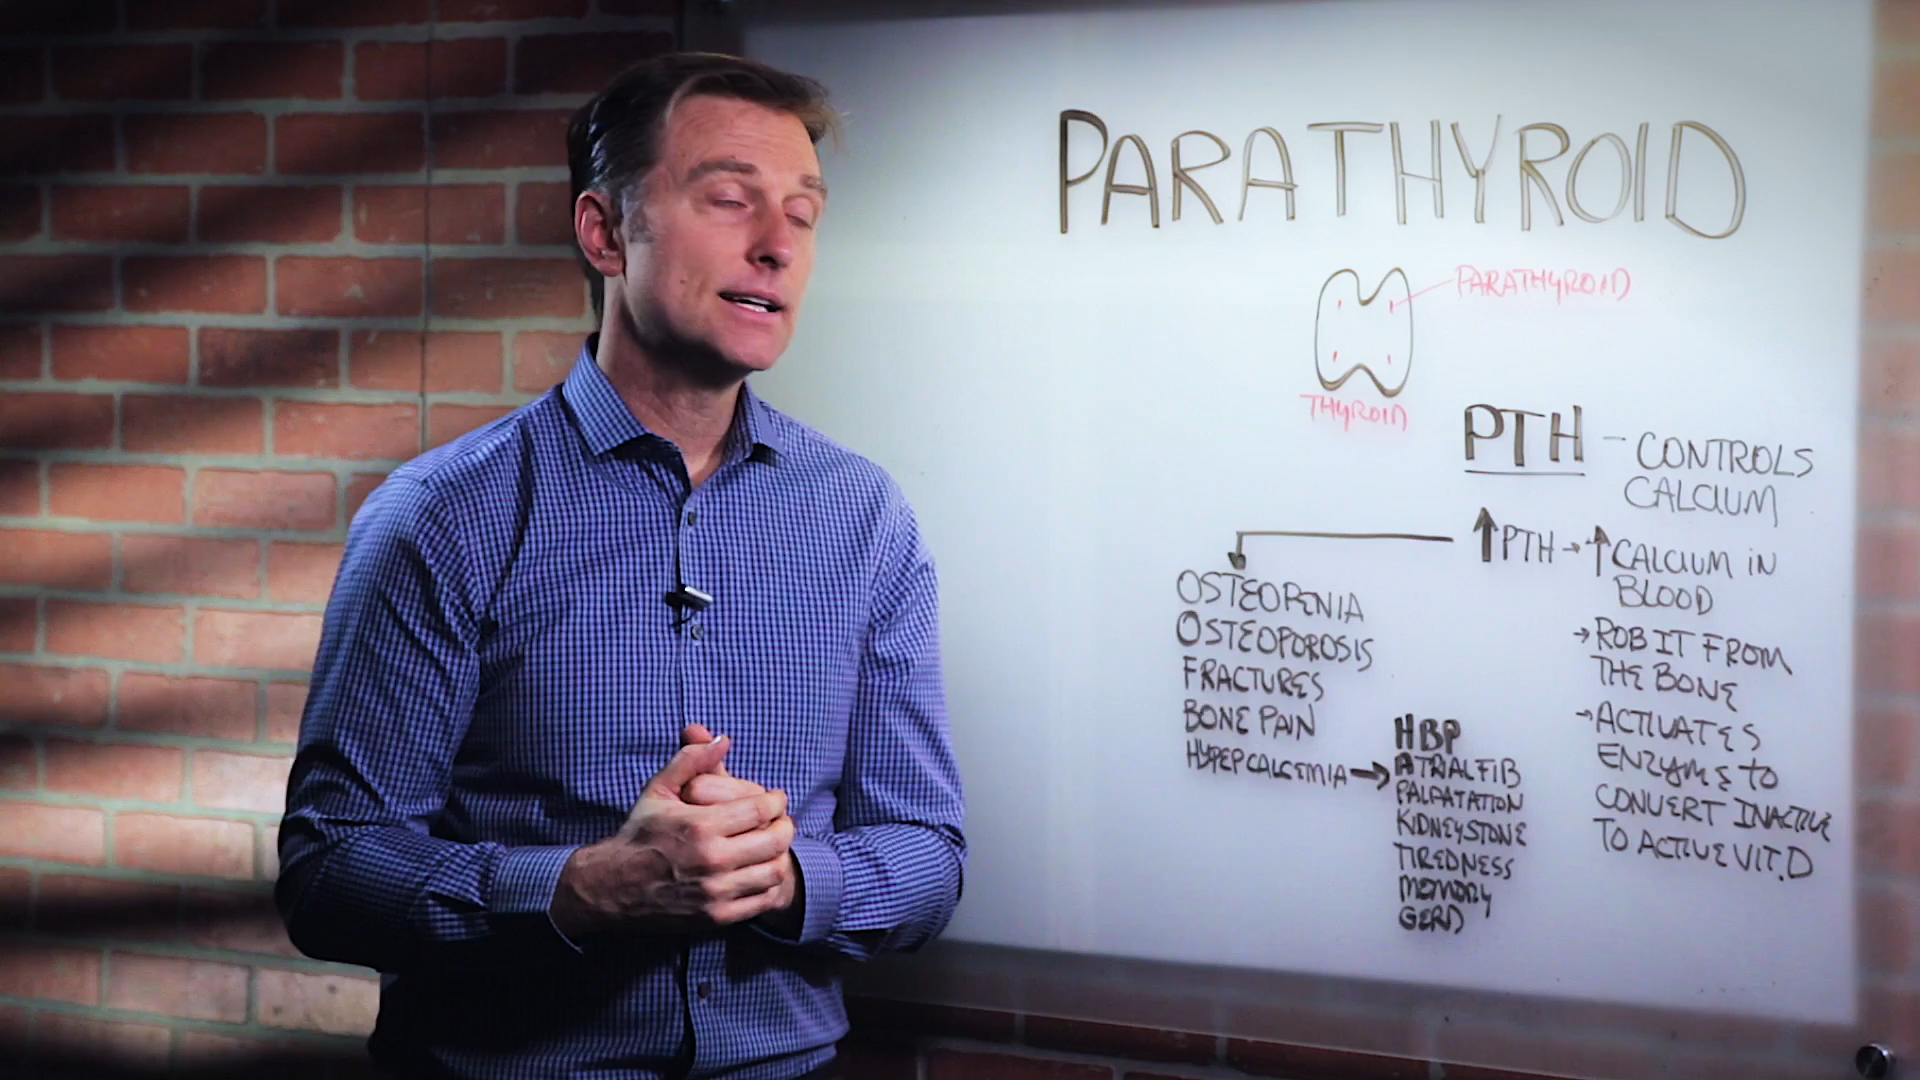 PARATHYROID
PARATHYROID
THYROID
PTH - CONTROLS
CALCIUM
↑PTH → ↑CALCIUM IN
BLOOD
→ROB IT FROM
THE BONE
→ACTIVATES
ENZYME TO
CONVERT INACTIVE
TO ACTIVE VIT. D
OSTEOPENIA
OSTEOPOROSIS
FRACTURES
BONE PAIN
HYPERCALCEMIA→
HBP
ATRIAL FIB
PALPATATION
KIDNEY STONE
TIREDNESS
MEMORY
GERD